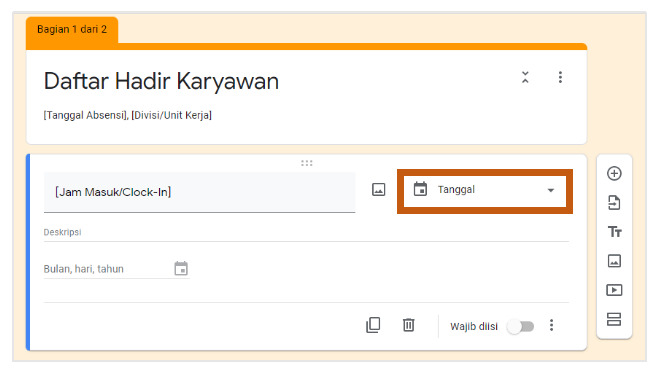 Bagian 1 dari 2
Daftar Hadir Karyawan
[Tanggal Absensi], [Divisi/Unit Kerja]
[Jam Masuk/Clock-In]
Tanggal
Deskripsi
Bulan, hari, tahun
Wajib diisi
Tт